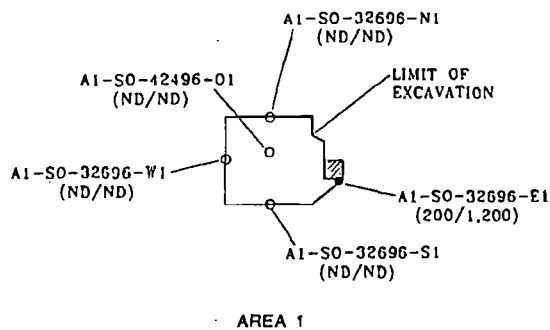 A1-SO-32696-N1
(ND/ND)
A1-SO-42496-01
(ND/ND)
LIMIT OF
EXCAVATION
A1-SO-32696-W1
(ND/ND)
A1-SO-32696-E1
(200/1,200)
A1-SO-32696-S1
(ND/ND)
AREA 1